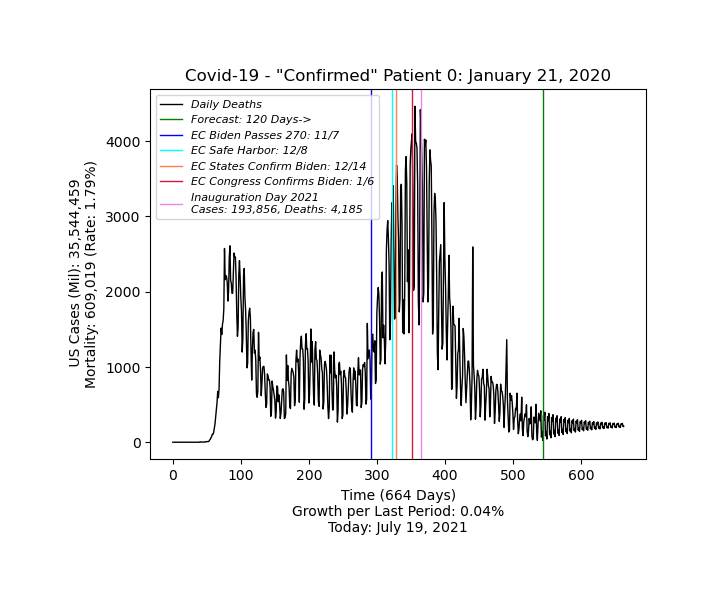 Covid-19 - "Confirmed" Patient 0: January 21, 2020
Daily Deaths
Forecast: 120 Days->
EC Biden Passes 270: 11/7
EC Safe Harbor: 12/8
EC States Confirm Biden: 12/14
EC Congress Confirms Biden: 1/6
Inauguration Day 2021
Cases: 193,856, Deaths: 4,185
US Cases (Mil): 35,544,459
Mortality: 609,019 (Rate: 1.79%)
4000
3000
2000
1000
0
0 100 200 300 400 500 600
Time (664 Days)
Growth per Last Period: 0.04%
Today: July 19, 2021